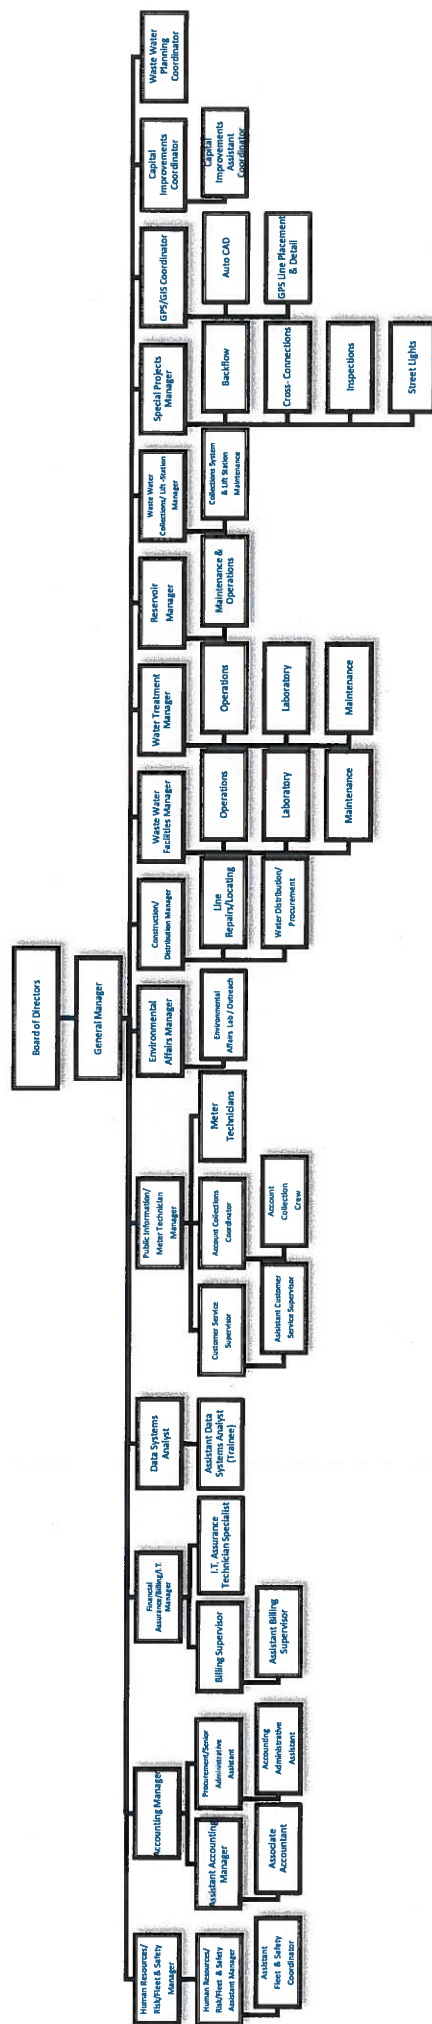 Board of Directors
General Manager
Human Resources/
Risk/Fleet & Safety
Manager
Human Resources/
Risk/Fleet & Safety
Assistant Manager
Assistant
Fleet & Safety
Coordinator
Accounting Manager
Assistant Accounting
Manager
Associate
Accountant
Procurement/Senior
Administrative
Assistant
Accounting
Administrative
Assistant
Financial
Assurance/Billing/I.T.
Manager
Billing Supervisor
Assistant Billing
Supervisor
I.T. Assurance
Technician Specialist
Data Systems
Analyst
Assistant Data
Systems Analyst
(Trainee)
Public Information/
Meter Technician
Manager
Customer Service
Supervisor
Assistant Customer
Service Supervisor
Account Collections
Coordinator
Account
Collection
Crew
Meter
Technicians
Environmental
Affairs Manager
Environmental
Affairs Lab / Outreach
Construction/
Distribution Manager
Line
Repairs/Locating
Water Distribution/
Procurement
Waste Water
Facilities Manager
Operations
Laboratory
Maintenance
Water Treatment
Manager
Operations
Laboratory
Maintenance
Reservoir
Manager
Maintenance &
Operations
Waste Water
Collections/ Lift -Station
Manager
Collections System
& Lift Station
Maintenance
Special Projects
Manager
Backflow
Cross- Connections
Inspections
Street Lights
GPS/GIS Coordinator
Auto CAD
GPS Line Placement
& Detail
Capital
Improvements
Coordinator
Capital
Improvements
Assistant
Coordinator
Waste Water
Planning
Coordinator